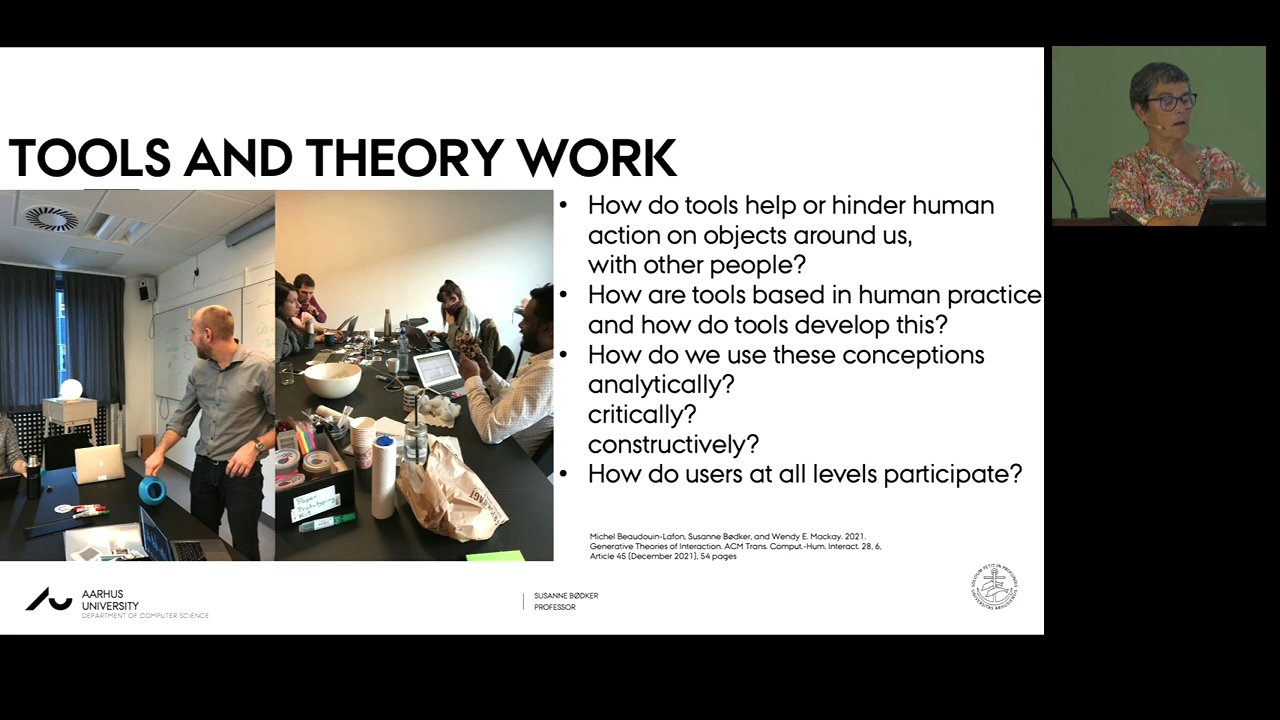 TOOLS AND THEORY WORK
• How do tools help or hinder human
action on objects around us,
with other people?
• How are tools based in human practice
and how do tools develop this?
• How do we use these conceptions
analytically?
critically?
constructively?
• How do users at all levels participate?
Paper
Prototyping
Kit
Michel Beaudouin-Lafon, Susanne Bødker, and Wendy E. Mackay. 2021.
Generative Theories of Interaction. ACM Trans. Comput.-Hum. Interact. 28, 6,
Article 45 (December 2021), 54 pages
AARHUS
UNIVERSITY
DEPARTMENT OF COMPUTER SCIENCE
SUSANNE BØDKER
PROFESSOR